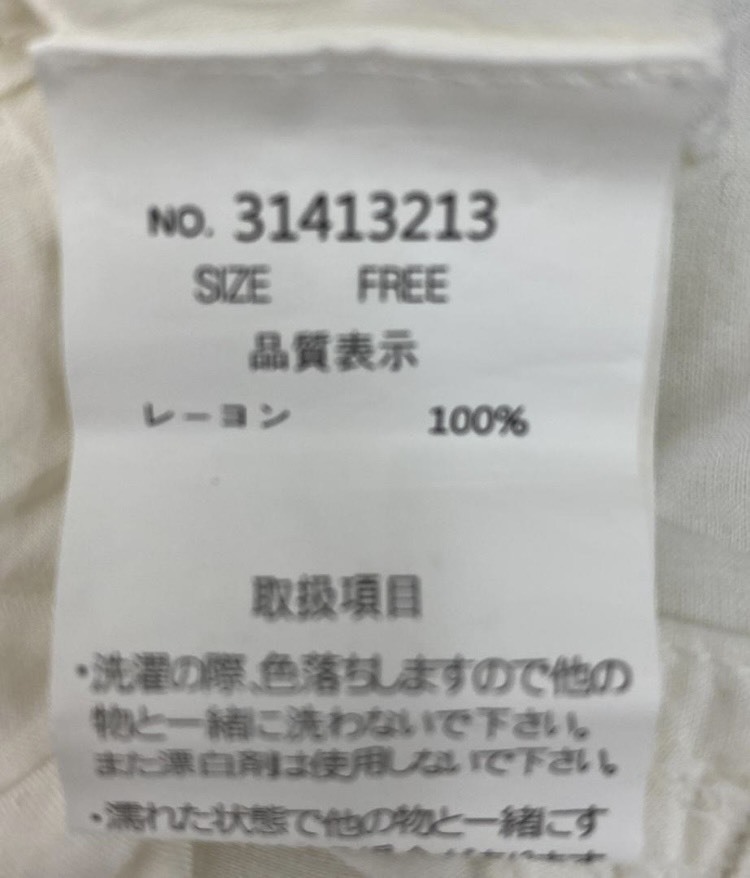 NO. 31413213
SIZE FREE
品質表示
レーヨン 100%
取扱項目
・洗濯の際、色落ちしますので他の
物と一緒に洗わないで下さい。
また漂白剤は使用しないで下さい。
・濡れた状態で他の物と一緒にす